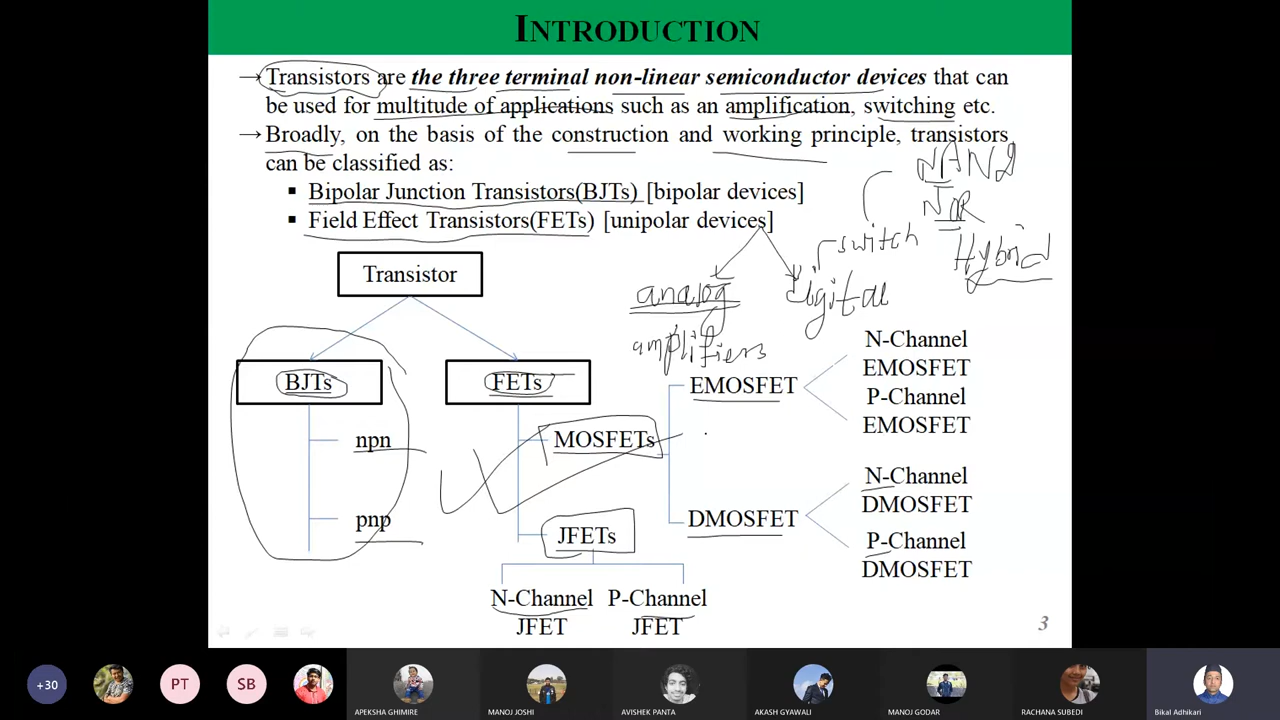 INTRODUCTION
→Transistors are the three terminal non-linear semiconductor devices that can
be used for multitude of applications such as an amplification, switching etc.
→Broadly, on the basis of the construction and working principle, transistors
can be classified as:
▪ Bipolar Junction Transistors(BJTs) [bipolar devices]
▪ Field Effect Transistors(FETs) [unipolar devices]
NAND
NOR
switch
Hybrid
analog
digital
amplifiers
Transistor
BJTs
FETs
npn
pnp
MOSFETs
JFETs
N-Channel
JFET
P-Channel
JFET
EMOSFET
DMOSFET
N-Channel
EMOSFET
P-Channel
EMOSFET
N-Channel
DMOSFET
P-Channel
DMOSFET
3
+30
PT
SB
APEKSHA GHIMIRE
MANOJ JOSHI
AVISHEK PANTA
AKASH GYAWALI
MANOJ GODAR
RACHANA SUBEDI
Bikal Adhikari